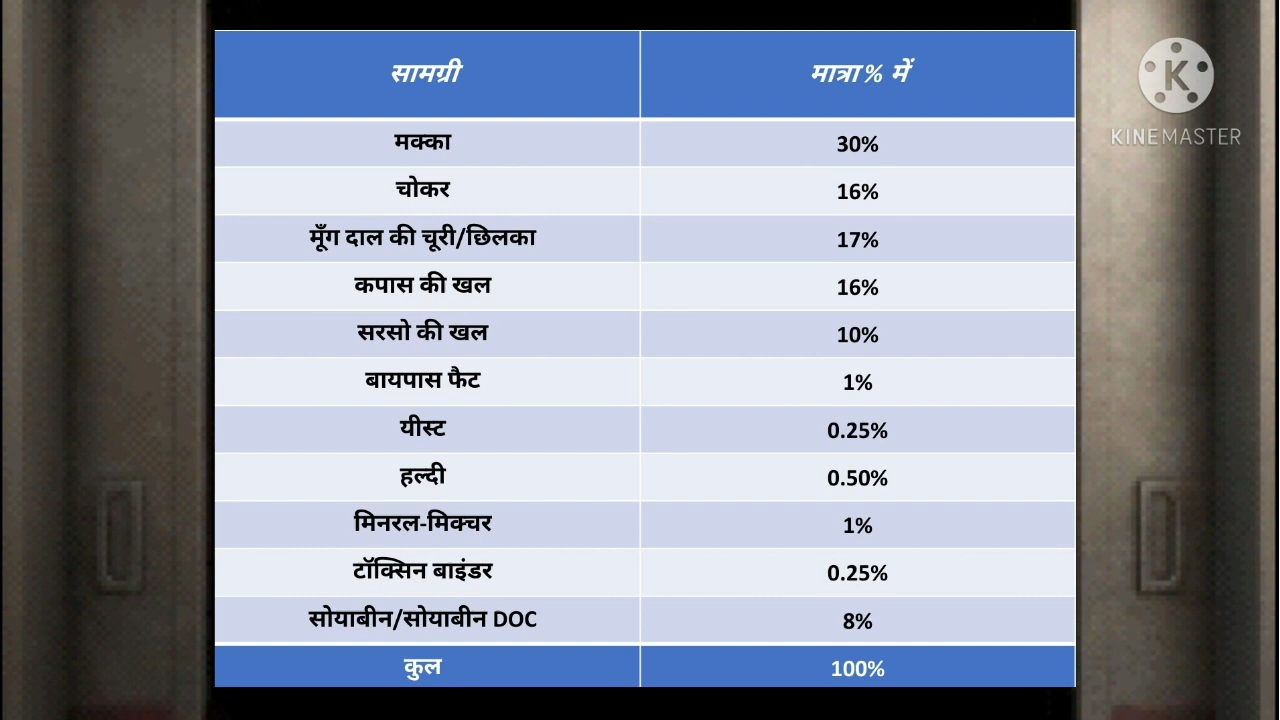 सामग्री मात्रा % में
मक्का 30%
चोकर 16%
मूँग दाल की चूरी/छिलका 17%
कपास की खल 16%
सरसो की खल 10%
बायपास फैट 1%
यीस्ट 0.25%
हल्दी 0.50%
मिनरल-मिक्चर 1%
टॉक्सिन बाइंडर 0.25%
सोयाबीन/सोयाबीन DOC 8%
कुल 100%
K
KINEMASTER